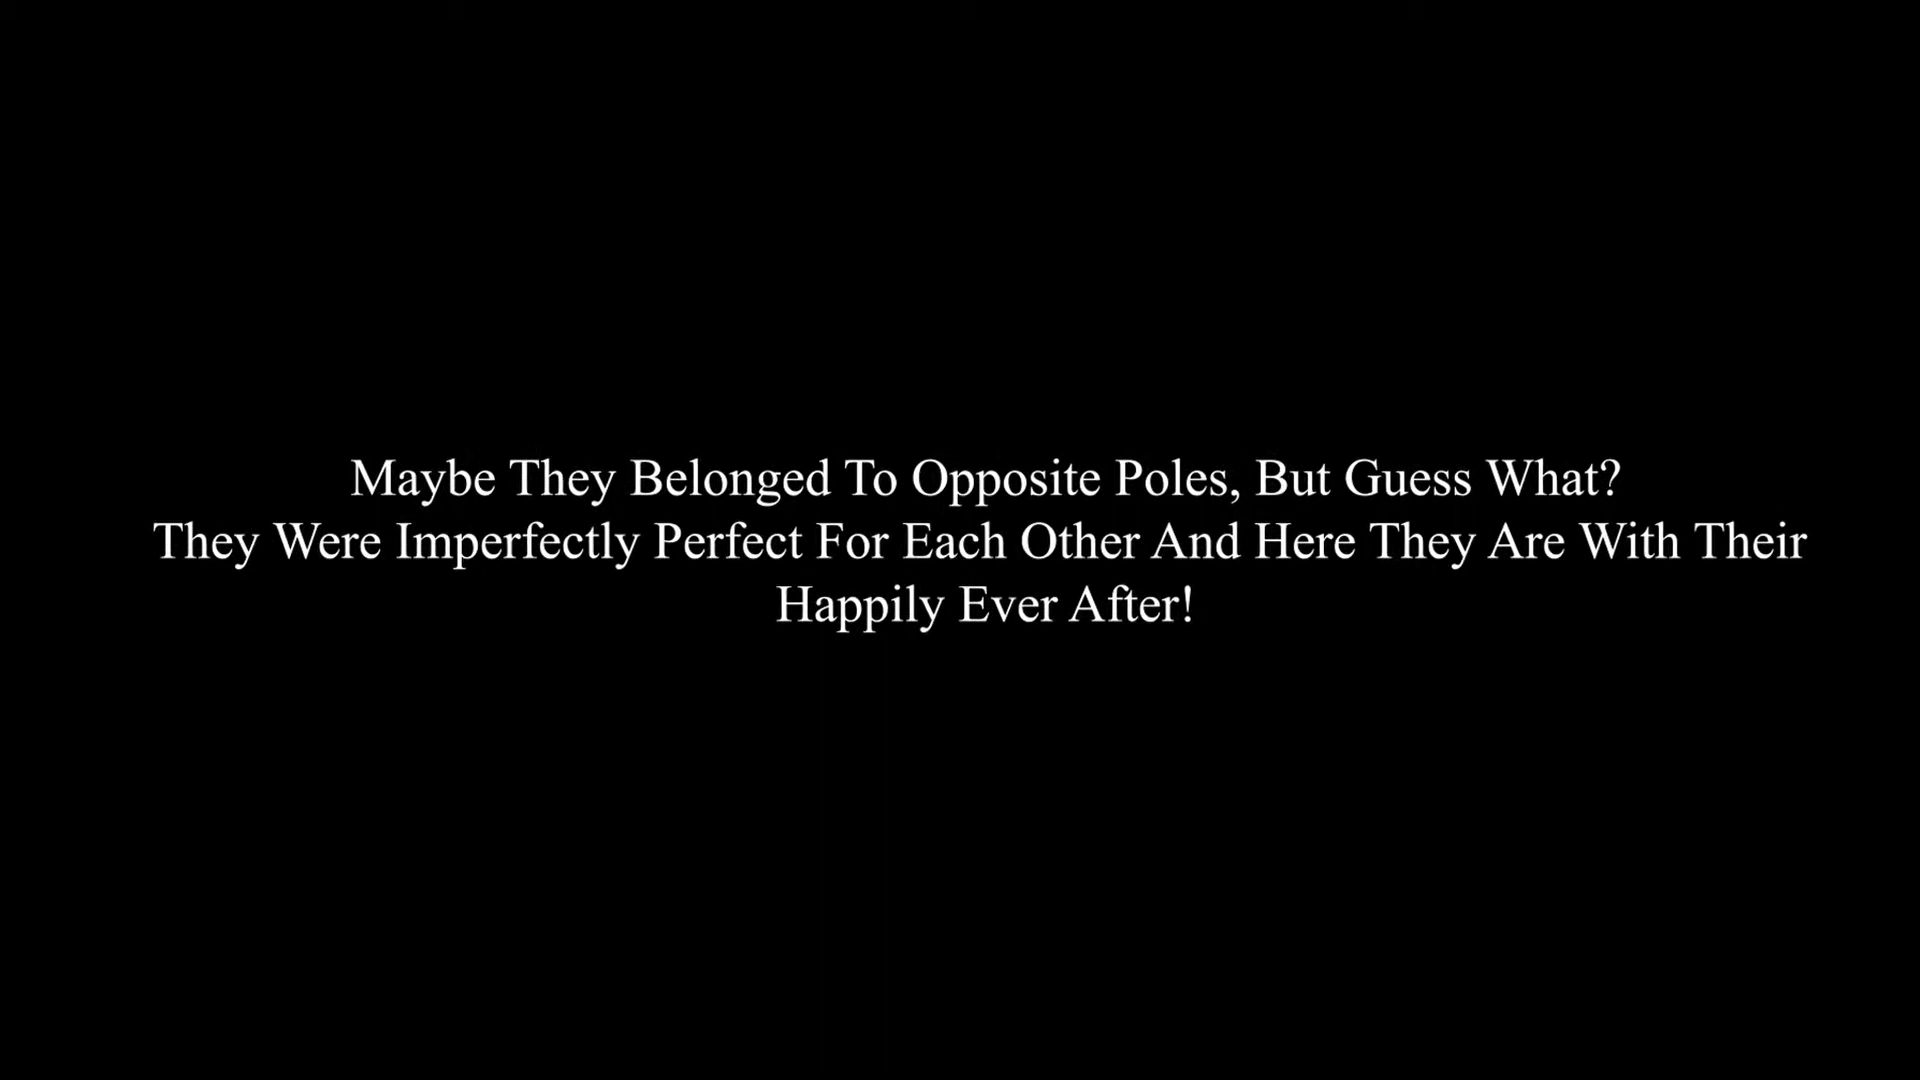 Maybe They Belonged To Opposite Poles, But Guess What?
They Were Imperfectly Perfect For Each Other And Here They Are With Their
Happily Ever After!